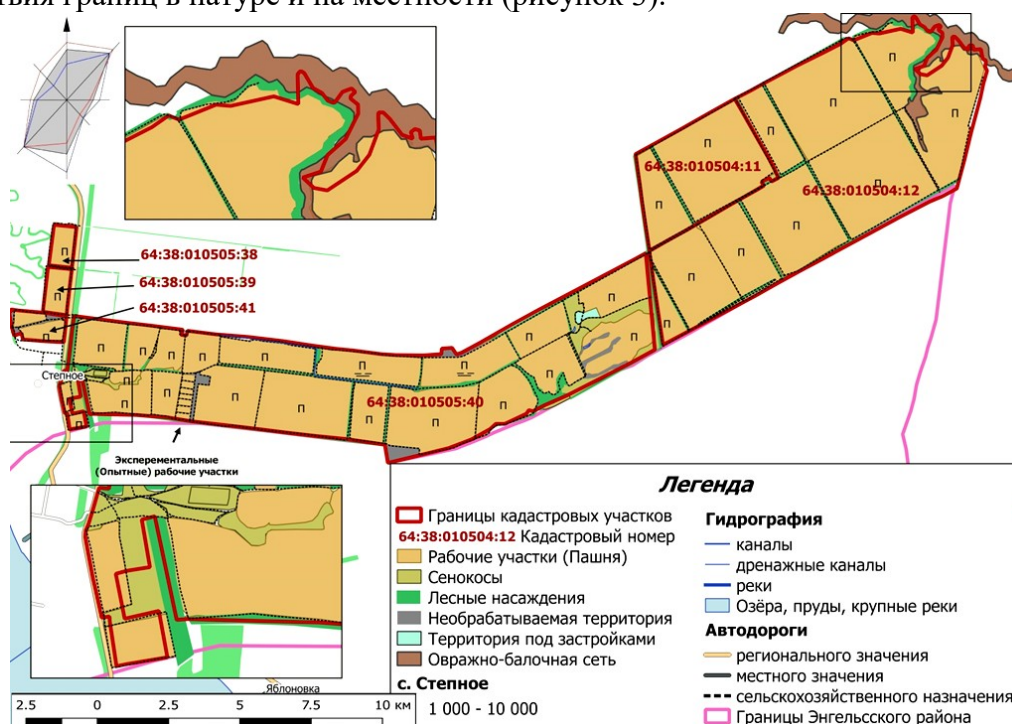 ствия границ в натуре и на местности (рисунок 3).
П
П
П
П
64:38:010504:11
П
64:38:010504:12
П
П
64:38:010505:38
П
64:38:010505:39
П
64:38:010505:41
П
П
П
П
П
П
П
П
П
П
П
П
П
Степное
П
П
П
П
П
П
64:38:010505:40
П
П
П
П
Эксперементальные
(Опытные) рабочие участки
Яблоновка
2.5 0 2.5 5 7.5 10 км
Легенда
Границы кадастровых участков
64:38:010504:12 Кадастровый номер
Рабочие участки (Пашня)
Сенокосы
Лесные насаждения
Необрабатываемая территория
Территория под застройками
Овражно-балочная сеть
с. Степное
1 000 - 10 000
Гидрография
каналы
дренажные каналы
реки
Озёра, пруды, крупные реки
Автодороги
регионального значения
местного значения
сельскохозяйственного назначения
Границы Энгельсского района